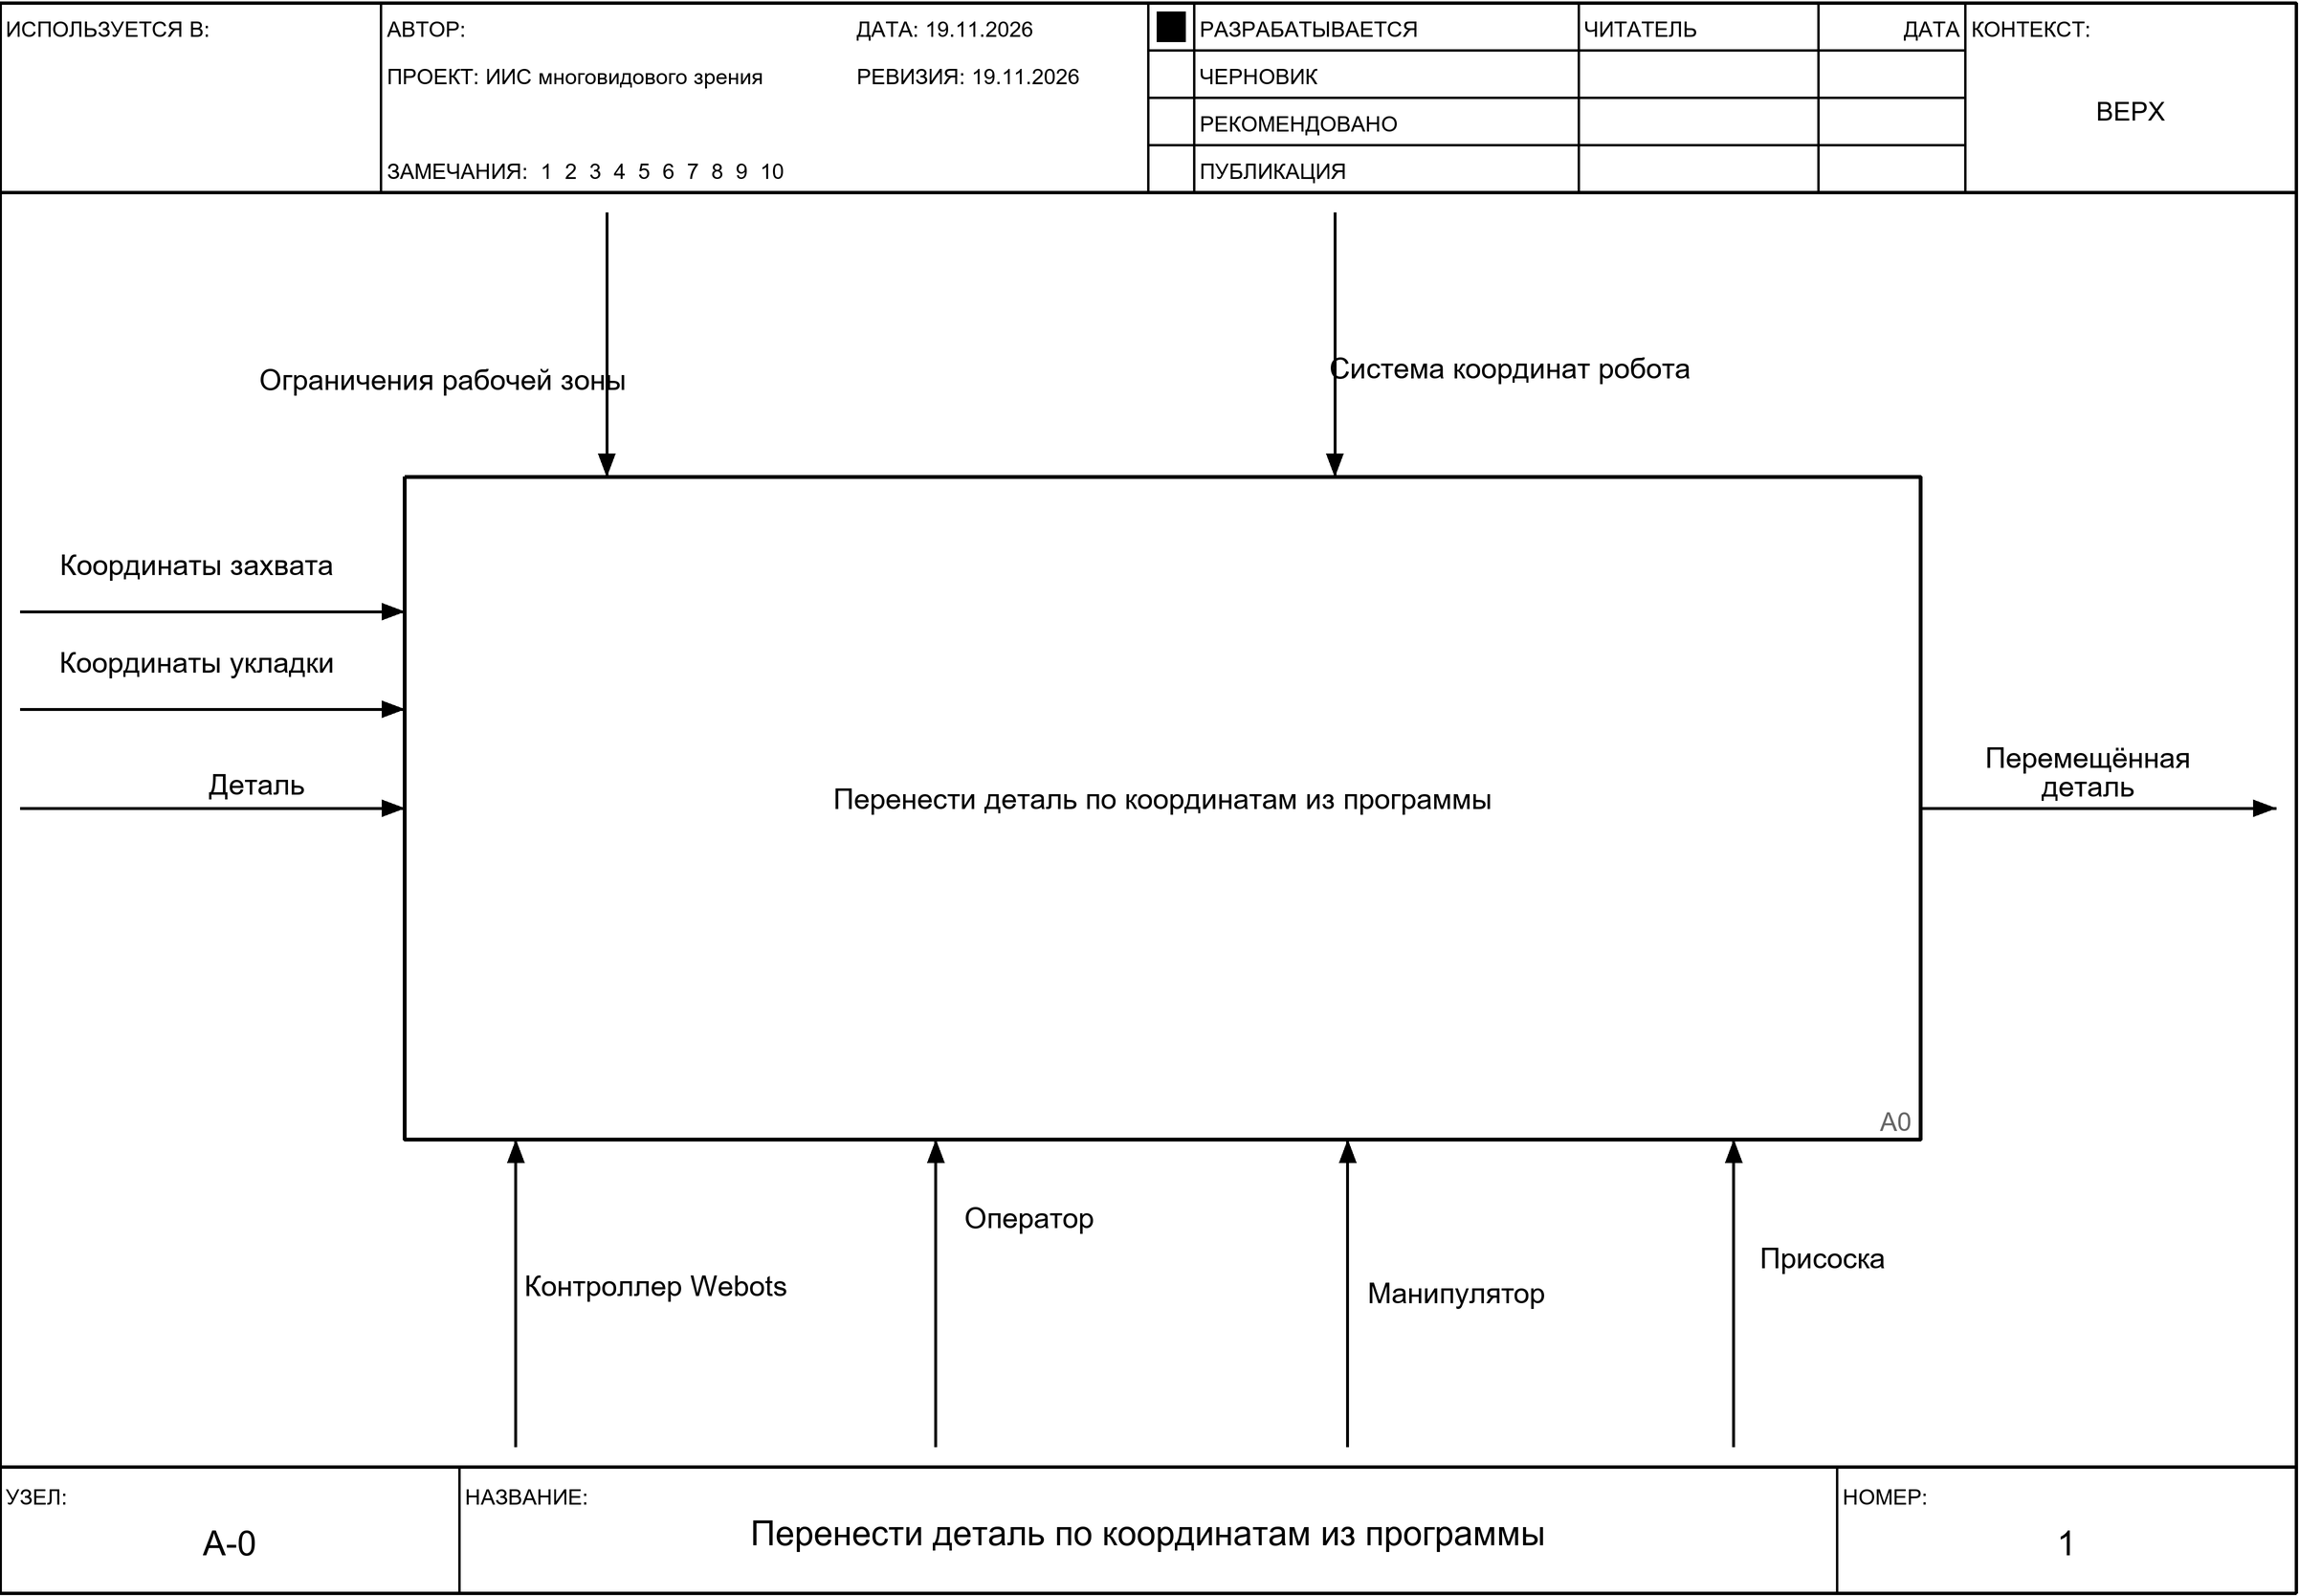 ИСПОЛЬЗУЕТСЯ В:
АВТОР:
ДАТА: 19.11.2026
ПРОЕКТ: ИИС многовидового зрения
РЕВИЗИЯ: 19.11.2026
ЗАМЕЧАНИЯ: 1 2 3 4 5 6 7 8 9 10
РАЗРАБАТЫВАЕТСЯ
ЧЕРНОВИК
РЕКОМЕНДОВАНО
ПУБЛИКАЦИЯ
ЧИТАТЕЛЬ
ДАТА
КОНТЕКСТ:
ВЕРХ
Ограничения рабочей зоны
Система координат робота
Координаты захвата
Координаты укладки
Деталь
Перенести деталь по координатам из программы
Перемещённая
деталь
A0
Контроллер Webots
Оператор
Манипулятор
Присоска
УЗЕЛ:
A-0
НАЗВАНИЕ:
Перенести деталь по координатам из программы
НОМЕР:
1